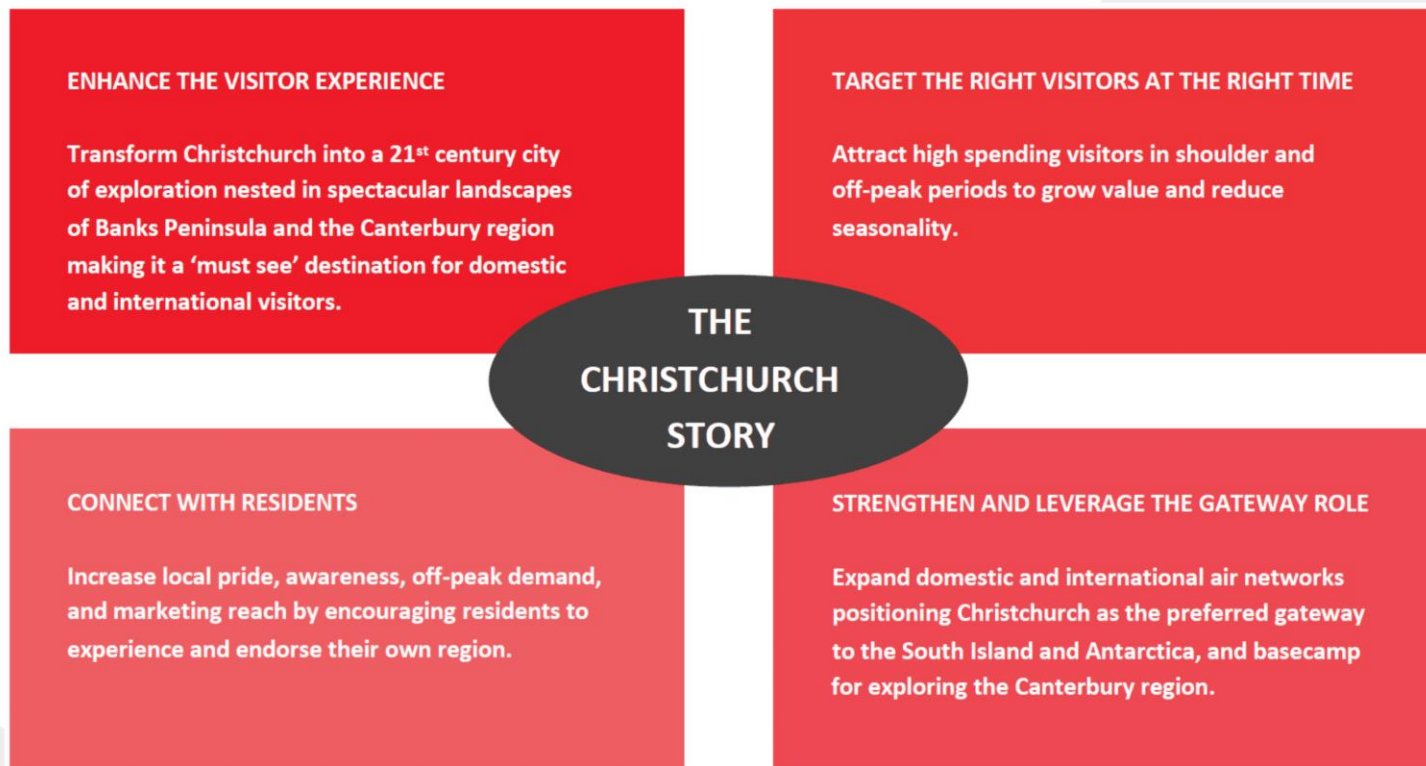 ENHANCE THE VISITOR EXPERIENCE
Transform Christchurch into a 21st century city
of exploration nested in spectacular landscapes
of Banks Peninsula and the Canterbury region
making it a ‘must see’ destination for domestic
and international visitors.
TARGET THE RIGHT VISITORS AT THE RIGHT TIME
Attract high spending visitors in shoulder and
off-peak periods to grow value and reduce
seasonality.
THE
CHRISTCHURCH
STORY
CONNECT WITH RESIDENTS
Increase local pride, awareness, off-peak demand,
and marketing reach by encouraging residents to
experience and endorse their own region.
STRENGTHEN AND LEVERAGE THE GATEWAY ROLE
Expand domestic and international air networks
positioning Christchurch as the preferred gateway
to the South Island and Antarctica, and basecamp
for exploring the Canterbury region.